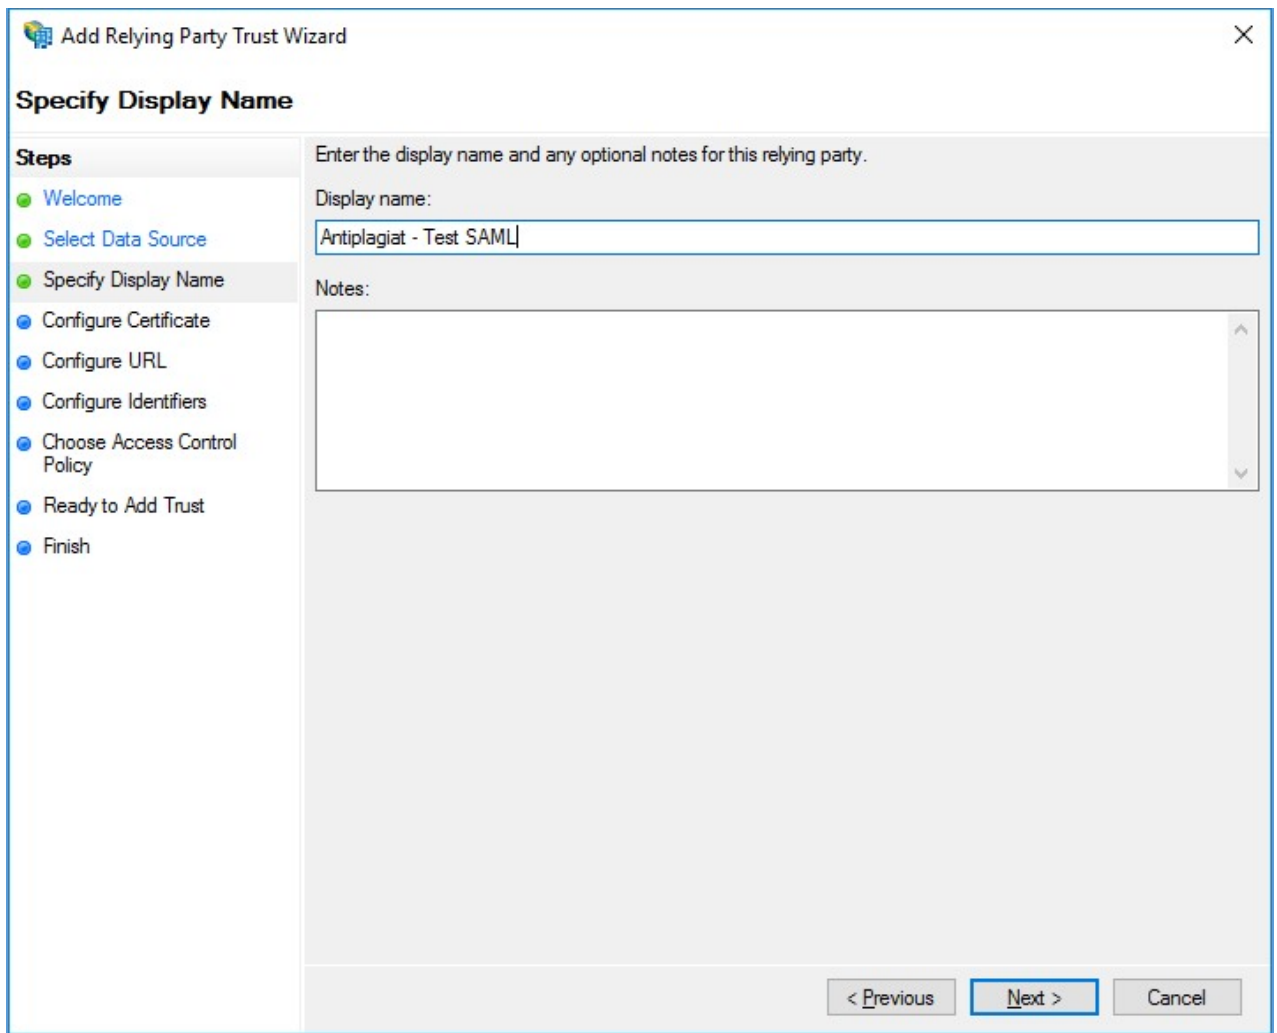 Add Relying Party Trust Wizard
Specify Display Name
Steps
Welcome
Select Data Source
Specify Display Name
Configure Certificate
Configure URL
Configure Identifiers
Choose Access Control
Policy
Ready to Add Trust
Finish
Enter the display name and any optional notes for this relying party.
Display name:
Antiplagiat - Test SAML
Notes:
< Previous
Next >
Cancel